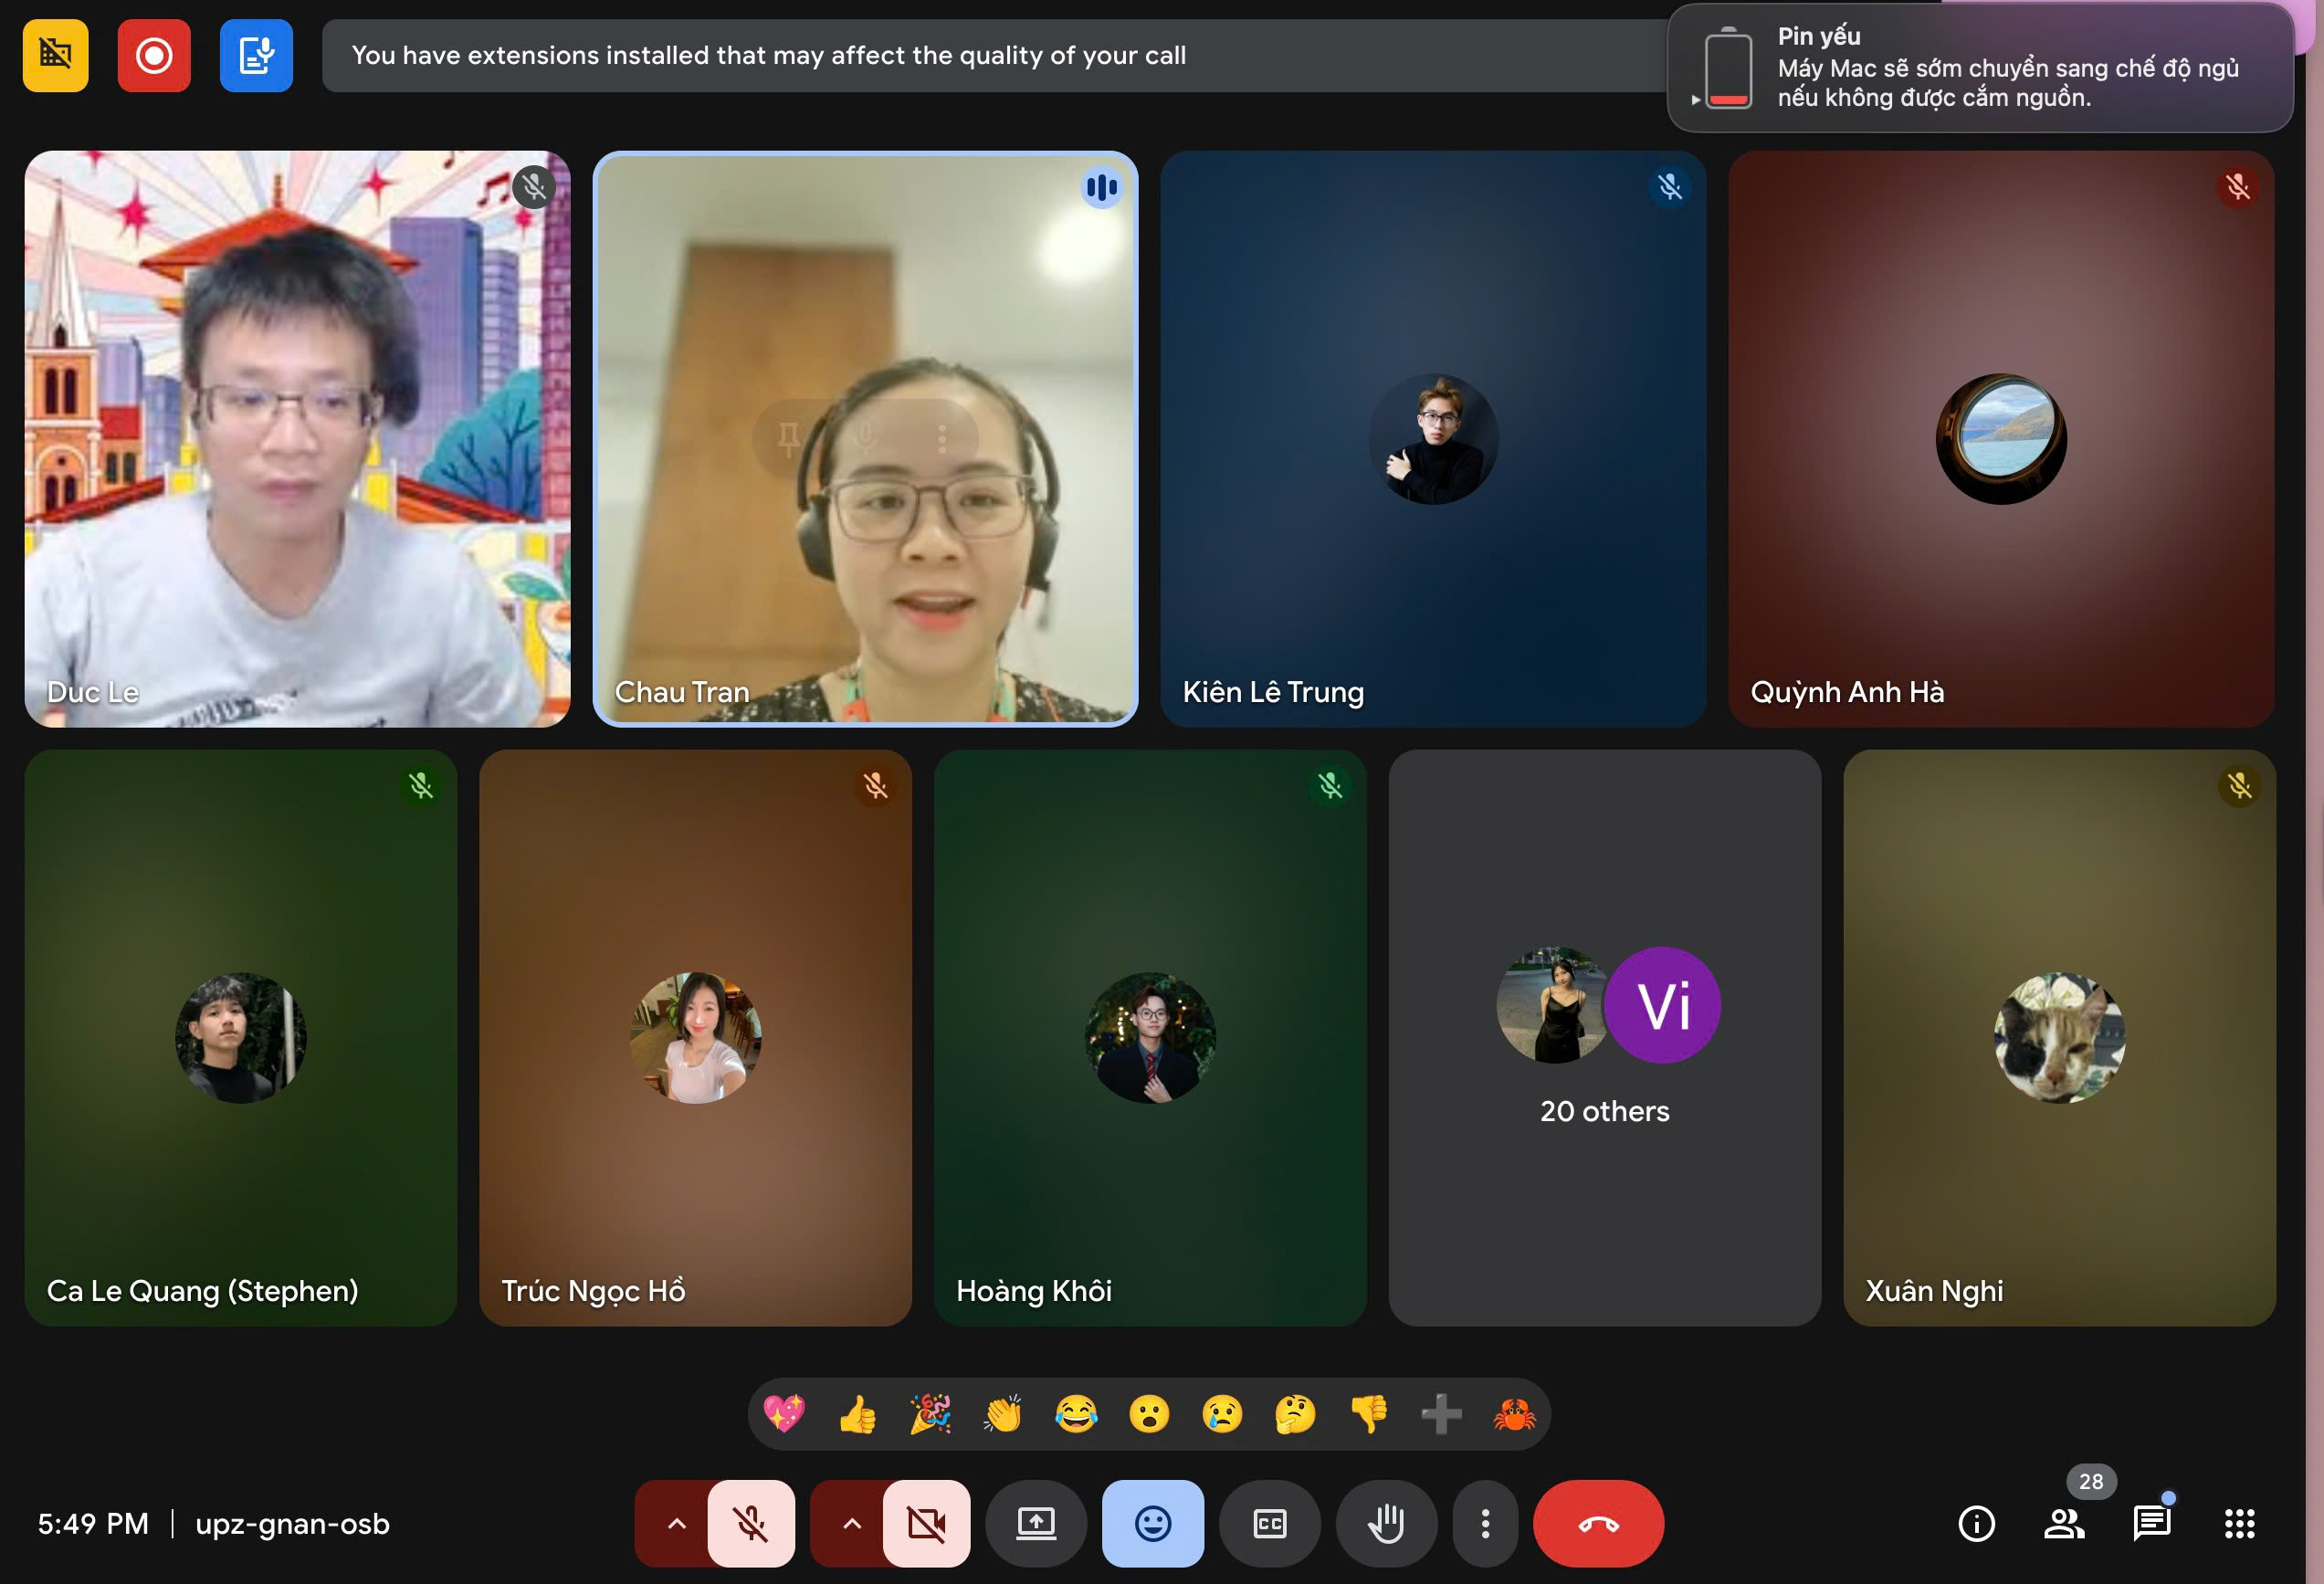 You have extensions installed that may affect the quality of your call
Pin yếu
Máy Mac sẽ sớm chuyển sang chế độ ngủ
nếu không được cắm nguồn.
Duc Le
Chau Tran
Kiên Lê Trung
Quỳnh Anh Hà
Vi
20 others
Ca Le Quang (Stephen)
Trúc Ngọc Hồ
Hoàng Khôi
Xuân Nghi
5:49 PM | upz-gnan-osb
CC
28